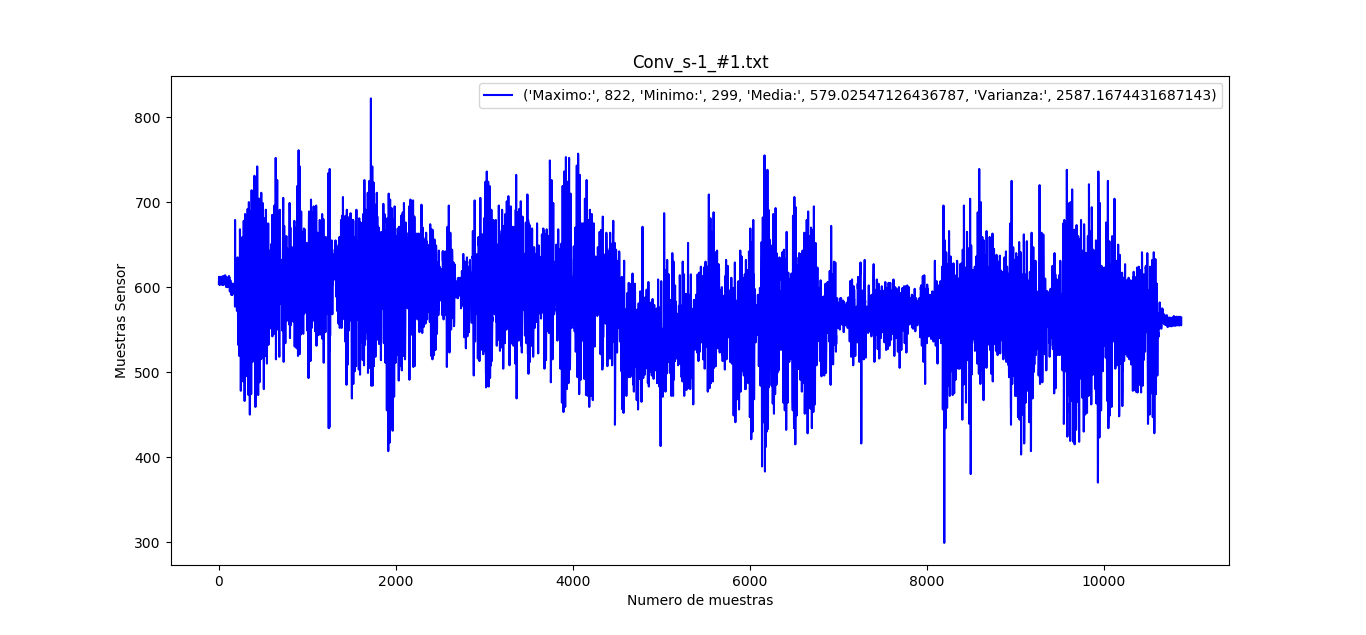 Conv_s-1_#1.txt
('Maximo:', 822, 'Minimo:', 299, 'Media:', 579.02547126436787, 'Varianza:', 2587.1674431687143)
800
700
600
500
400
300
Muestras Sensor
0 2000 4000 6000 8000 10000
Numero de muestras